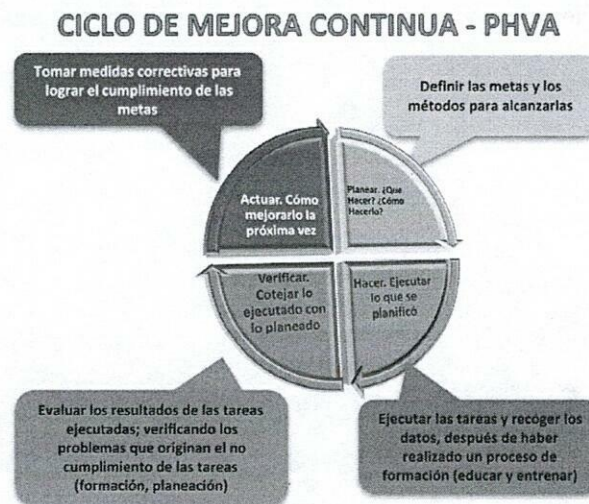 CICLO DE MEJORA CONTINUA - PHVA
Tomar medidas correctivas para
lograr el cumplimiento de las
metas
Definir las metas y los
métodos para alcanzarlas
Actuar. Cómo
mejorarlo la
próxima vez
Planear. ¿Que
Hacer? ¿Cómo
Hacerlo?
Verificar.
Cotejar lo
ejecutado con
lo planeado
Hacer. Ejecutar
lo que se
planificó
Evaluar los resultados de las tareas
ejecutadas; verificando los
problemas que originan el no
cumplimiento de las tareas
(formación, planeación)
Ejecutar las tareas y recoger los
datos, después de haber
realizado un proceso de
formación (educar y entrenar)